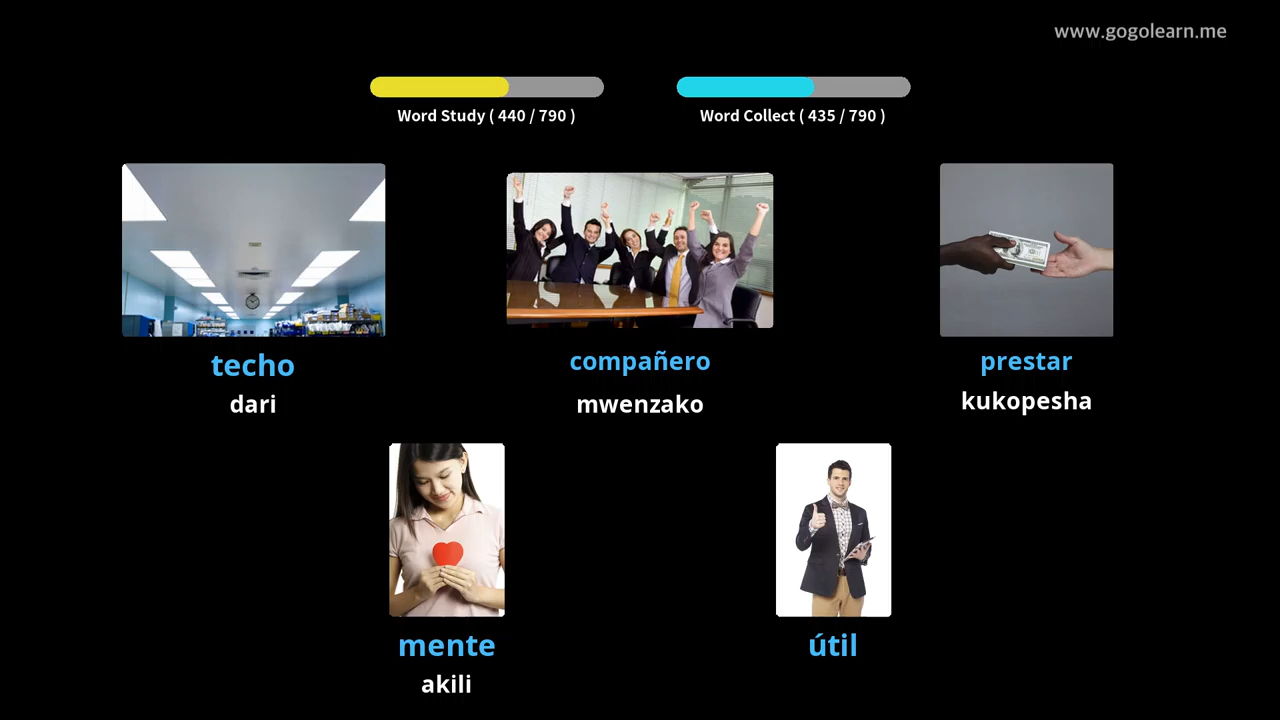 www.gogolearn.me
Word Study ( 440 / 790 )
Word Collect ( 435 / 790 )
techo
dari
compañero
mwenzako
prestar
kukopesha
mente
akili
útil